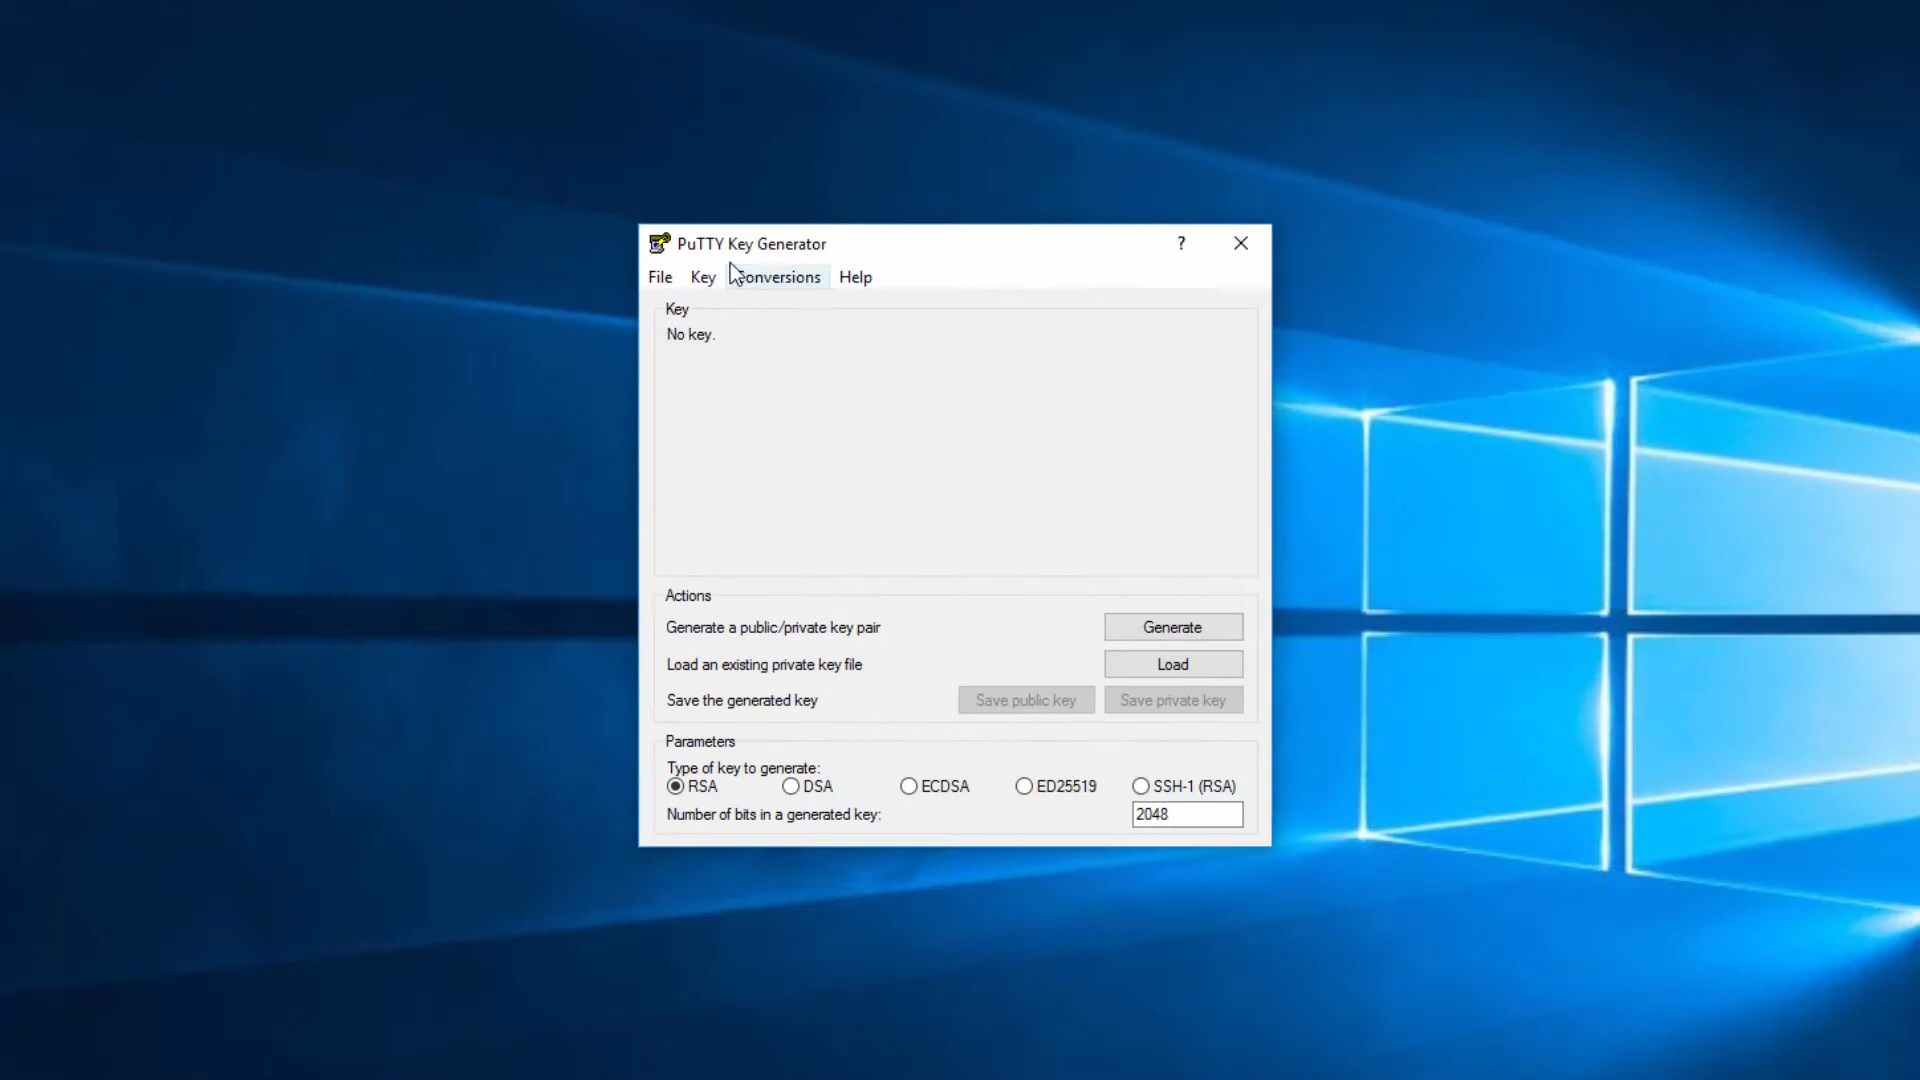 PuTTY Key Generator ?
File Key Conversions Help
Key
No key.
Actions
Generate a public/private key pair Generate
Load an existing private key file Load
Save the generated key Save public key Save private key
Parameters
Type of key to generate:
RSA DSA ECDSA ED25519 SSH-1 (RSA)
Number of bits in a generated key: 2048